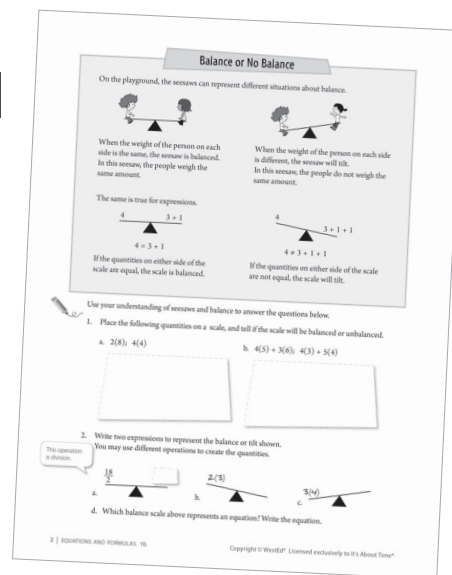 Balance or No Balance
On the playground, the seesaws can represent different situations about balance.
When the weight of the person on each
side is the same, the seesaw is balanced.
In this seesaw, the people weigh the
same amount.
When the weight of the person on each side
is different, the seesaw will tilt.
In this seesaw, the people do not weigh the
same amount.
The same is true for expressions.
4 3 + 1
4 = 3 + 1
If the quantities on either side of the
scale are equal, the scale is balanced.
4 3 + 1 + 1
4 ≠ 3 + 1 + 1
If the quantities on either side of the scale
are not equal, the scale will tilt.
Use your understanding of seesaws and balance to answer the questions below.
1. Place the following quantities on a scale, and tell if the scale will be balanced or unbalanced.
a. 2(8); 4(4)
b. 4(5) + 3(6); 4(3) + 5(4)
2. Write two expressions to represent the balance or tilt shown.
You may use different operations to create the quantities.
This operation
is division.
a. 18/2
b. 2(3)
c. 3(4)
d. Which balance scale above represents an equation? Write the equation.
2 | EQUATIONS AND FORMULAS 16
Copyright © WestEd® Licensed exclusively to It's About Time®